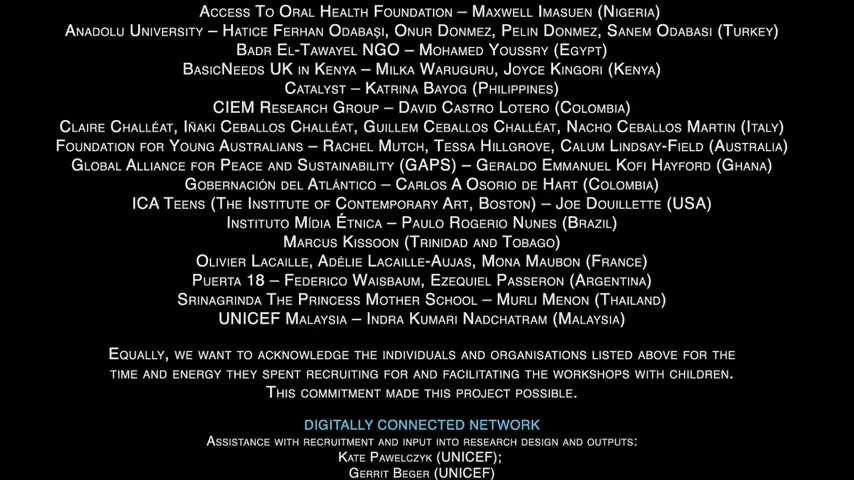 Access To Oral Health Foundation – Maxwell Imasuen (Nigeria)
Anadolu University – Hatice Ferhan Odabaşı, Onur Donmez, Pelin Donmez, Sanem Odabasi (Turkey)
Badr El-Tawayel NGO – Mohamed Youssry (Egypt)
BasicNeeds UK in Kenya – Milka Waruguru, Joyce Kingori (Kenya)
Catalyst – Katrina Bayog (Philippines)
CIEM Research Group – David Castro Lotero (Colombia)
Claire Challéat, Iñaki Ceballos Challéat, Guillem Ceballos Challéat, Nacho Ceballos Martin (Italy)
Foundation for Young Australians – Rachel Mutch, Tessa Hillgrove, Calum Lindsay-Field (Australia)
Global Alliance for Peace and Sustainability (GAPS) – Geraldo Emmanuel Kofi Hayford (Ghana)
Gobernación del Atlántico – Carlos A Osorio de Hart (Colombia)
ICA Teens (The Institute of Contemporary Art, Boston) – Joe Douillette (USA)
Instituto Mídia Étnica – Paulo Rogerio Nunes (Brazil)
Marcus Kissoon (Trinidad and Tobago)
Olivier Lacaille, Adélie Lacaille-Aujas, Mona Maubon (France)
Puerta 18 – Federico Waisbaum, Ezequiel Passeron (Argentina)
Srinagrinda The Princess Mother School – Murli Menon (Thailand)
UNICEF Malaysia – Indra Kumari Nadchatram (Malaysia)
Equally, we want to acknowledge the individuals and organisations listed above for the
time and energy they spent recruiting for and facilitating the workshops with children.
This commitment made this project possible.
DIGITALLY CONNECTED NETWORK
Assistance with recruitment and input into research design and outputs:
Kate Pawelczyk (UNICEF);
Gerrit Beger (UNICEF)